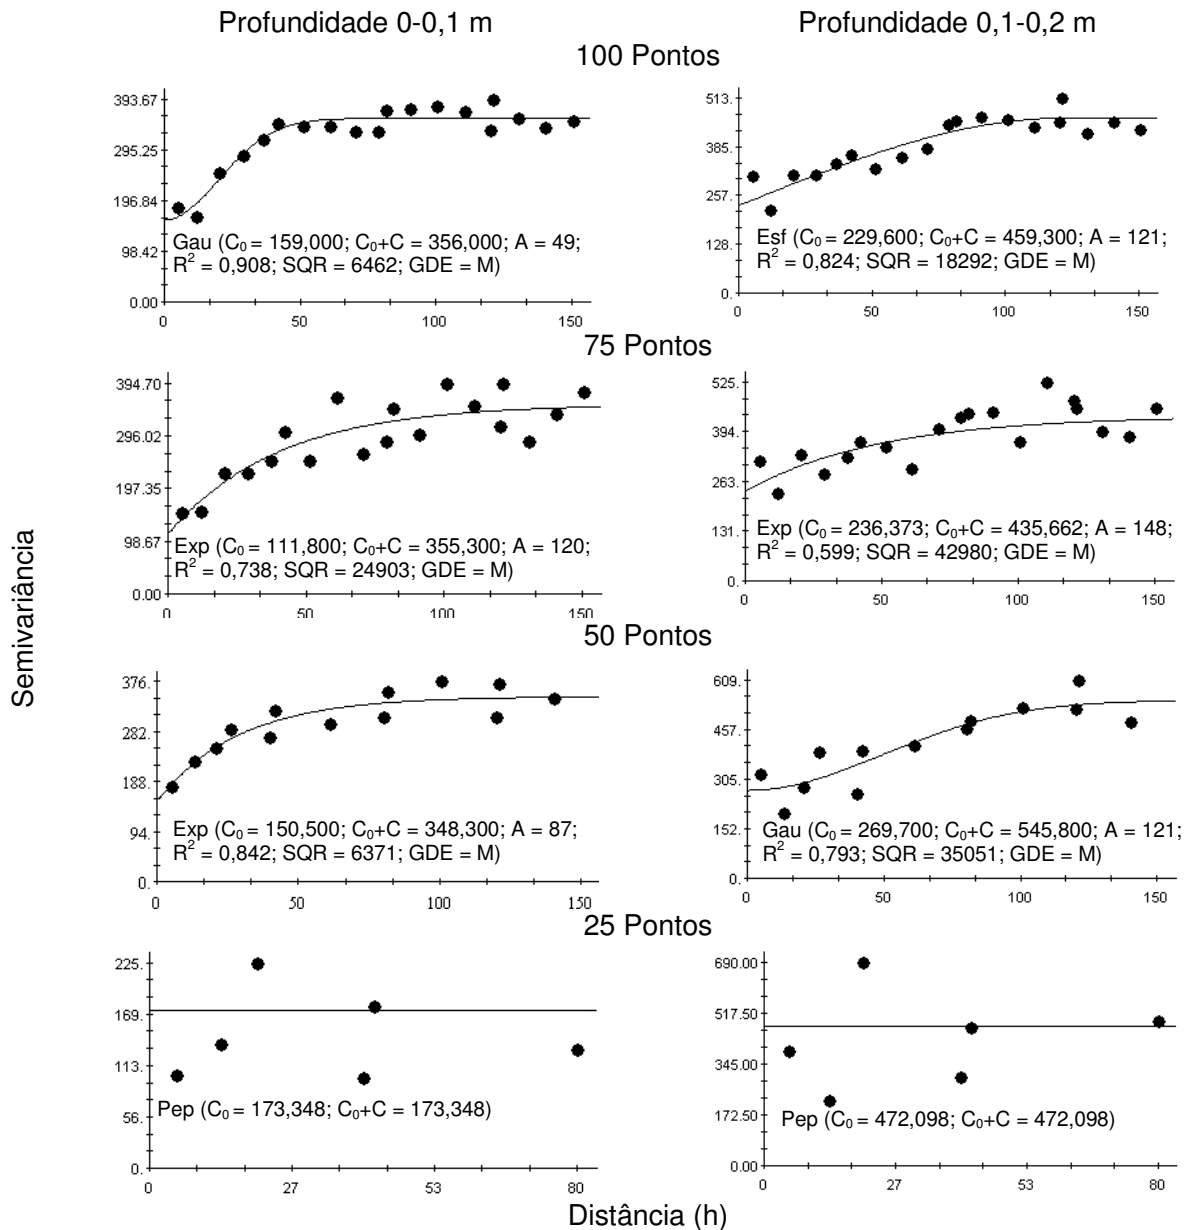 Profundidade 0-0,1 m
Profundidade 0,1-0,2 m
100 Pontos
393.67
295.25
196.84
98.42
0.00
Gau (C₀ = 159,000; C₀+C = 356,000; A = 49;
R² = 0,908; SQR = 6462; GDE = M)
0 50 100 150
513.
385.
257.
128.
0.
Esf (C₀ = 229,600; C₀+C = 459,300; A = 121;
R² = 0,824; SQR = 18292; GDE = M)
0 50 100 150
75 Pontos
394.70
296.02
197.35
98.67
0.00
Exp (C₀ = 111,800; C₀+C = 355,300; A = 120;
R² = 0,738; SQR = 24903; GDE = M)
0 50 100 150
525.
394.
263.
131.
0.
Exp (C₀ = 236,373; C₀+C = 435,662; A = 148;
R² = 0,599; SQR = 42980; GDE = M)
0 50 100 150
Semivariância
50 Pontos
376.
282.
188.
94.
0.
Exp (C₀ = 150,500; C₀+C = 348,300; A = 87;
R² = 0,842; SQR = 6371; GDE = M)
0 50 100 150
609.
457.
305.
152.
0.
Gau (C₀ = 269,700; C₀+C = 545,800; A = 121;
R² = 0,793; SQR = 35051; GDE = M)
0 50 100 150
25 Pontos
225.
169.
113.
56.
0.
Pep (C₀ = 173,348; C₀+C = 173,348)
0 27 53 80
690.00
517.50
345.00
172.50
0.00
Pep (C₀ = 472,098; C₀+C = 472,098)
0 27 53 80
Distância (h)